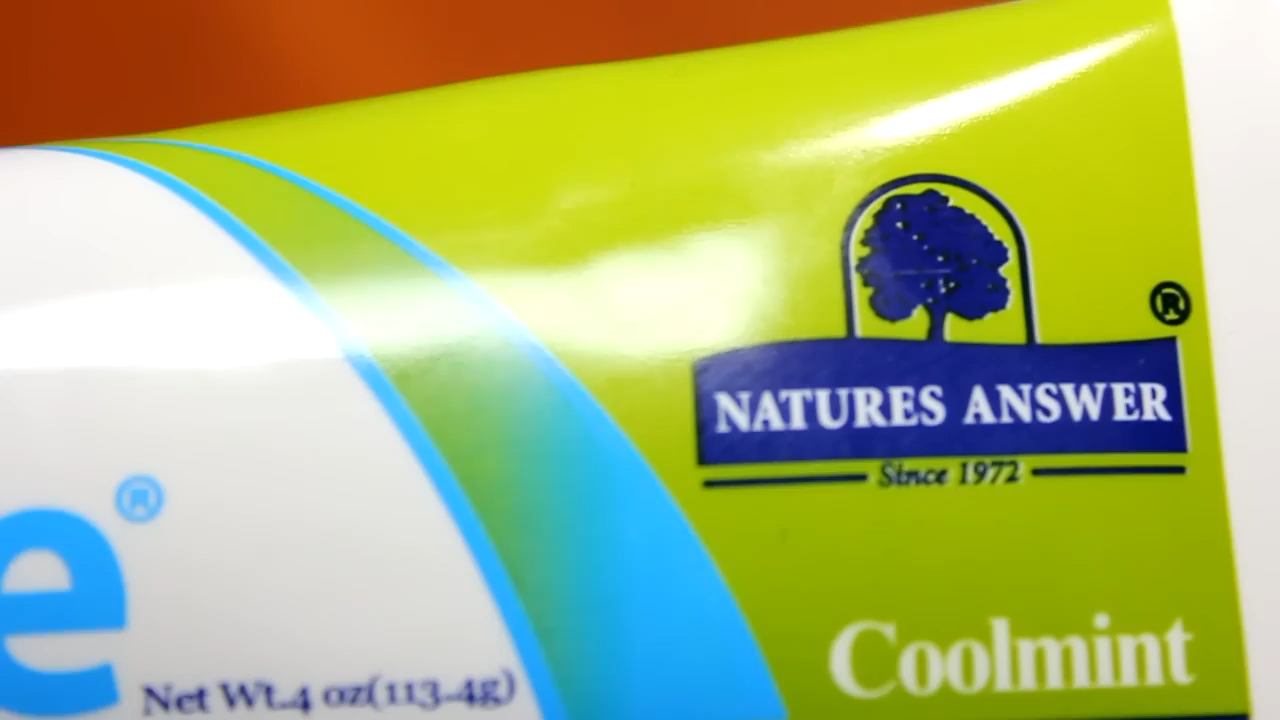 NATURES ANSWER
®
Since 1972
e®
Net Wt.4 oz(113.4g)
Coolmint